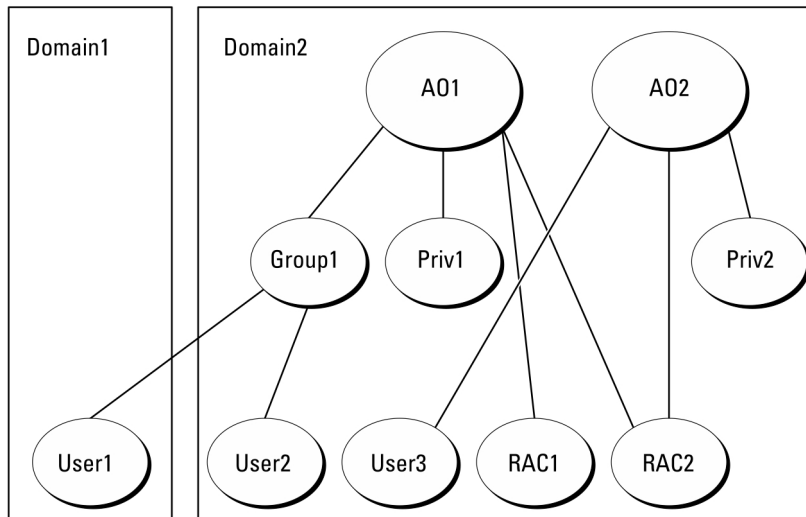 Domain1
Domain2
AO1
AO2
Group1
Priv1
Priv2
User1
User2
User3
RAC1
RAC2